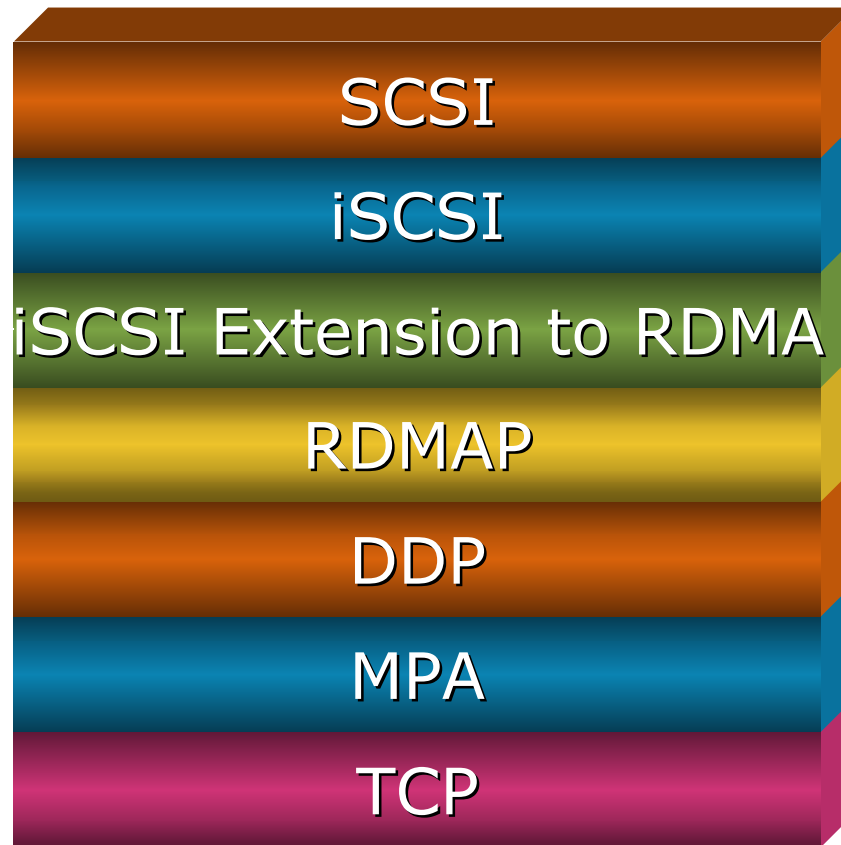 SCSI
iSCSI
iSCSI Extension to RDMA
RDMAP
DDP
MPA
TCP